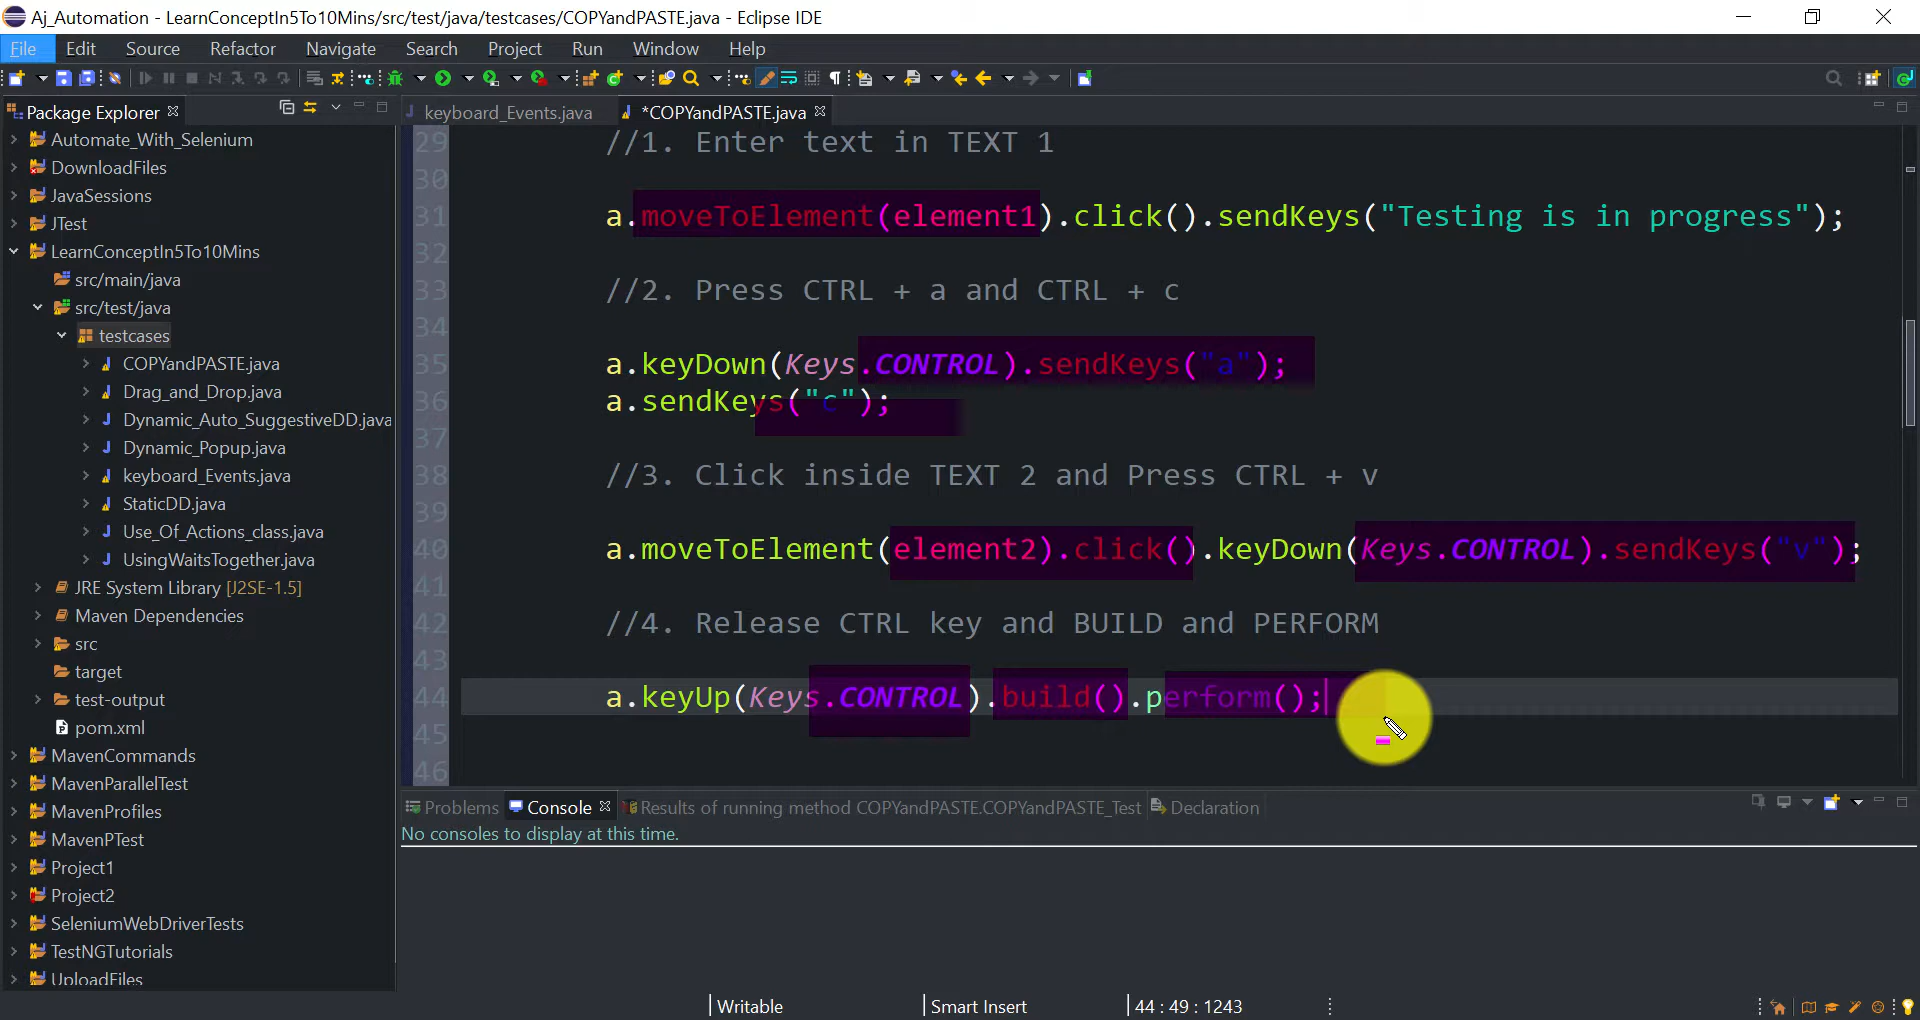 Aj_Automation - LearnConceptIn5To10Mins/src/test/java/testcases/COPYandPASTE.java - Eclipse IDE
File Edit Source Refactor Navigate Search Project Run Window Help
Package Explorer
keyboard_Events.java
*COPYandPASTE.java
Automate_With_Selenium
DownloadFiles
JavaSessions
JTest
LearnConceptIn5To10Mins
src/main/java
src/test/java
testcases
COPYandPASTE.java
Drag_and_Drop.java
Dynamic_Auto_SuggestiveDD.java
Dynamic_Popup.java
keyboard_Events.java
StaticDD.java
Use_Of_Actions_class.java
UsingWaitsTogether.java
JRE System Library [J2SE-1.5]
Maven Dependencies
src
target
test-output
pom.xml
MavenCommands
MavenParallelTest
MavenProfiles
MavenPTest
Project1
Project2
SeleniumWebDriverTests
TestNGTutorials
UploadFiles
29 //1. Enter text in TEXT 1
30
31 a.moveToElement(element1).click().sendKeys("Testing is in progress");
32
33 //2. Press CTRL + a and CTRL + c
34
35 a.keyDown(Keys.CONTROL).sendKeys("a");
36 a.sendKeys("c");
37
38 //3. Click inside TEXT 2 and Press CTRL + v
39
40 a.moveToElement(element2).click().keyDown(Keys.CONTROL).sendKeys("v");
41
42 //4. Release CTRL key and BUILD and PERFORM
43
44 a.keyUp(Keys.CONTROL).build().perform();
45
46
Problems Console Results of running method COPYandPASTE.COPYandPASTE_Test Declaration
No consoles to display at this time.
Writable Smart Insert 44 : 49 : 1243